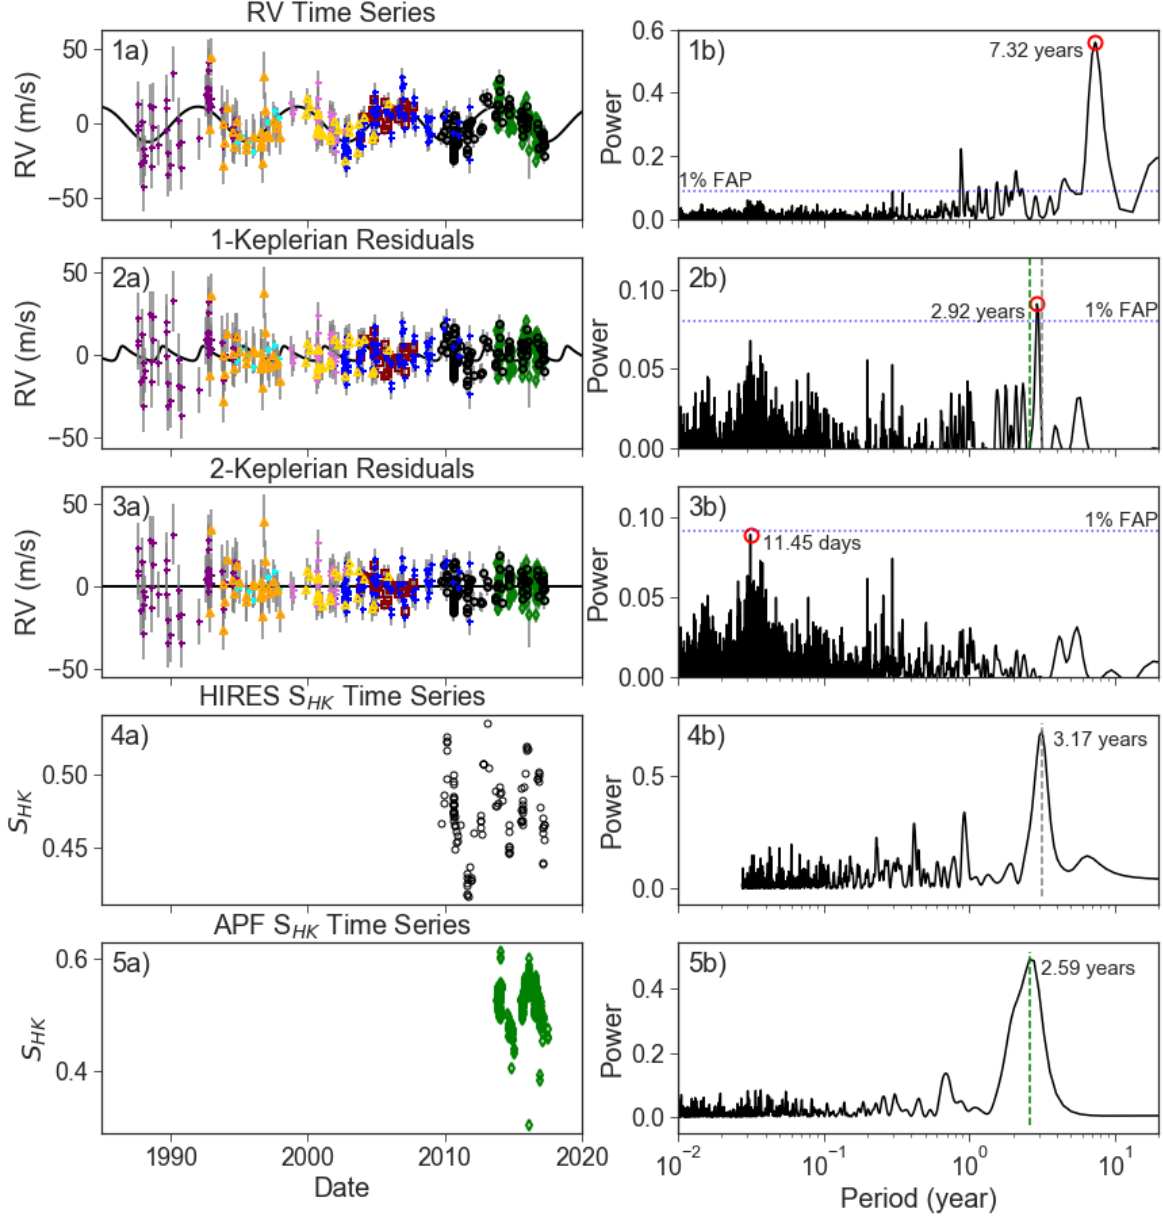 RV Time Series
1a)
RV (m/s)
50
0
−50
1b)
7.32 years
1% FAP
Power
0.6
0.4
0.2
0.0
1-Keplerian Residuals
2a)
RV (m/s)
50
0
−50
2b)
2.92 years
1% FAP
Power
0.10
0.05
0.00
2-Keplerian Residuals
3a)
RV (m/s)
50
0
−50
3b)
1% FAP
11.45 days
Power
0.10
0.05
0.00
HIRES S_HK Time Series
4a)
S_HK
0.50
0.45
4b)
3.17 years
Power
0.5
0.0
APF S_HK Time Series
5a)
S_HK
0.6
0.4
1990 2000 2010 2020
Date
5b)
2.59 years
Power
0.4
0.2
0.0
10⁻² 10⁻¹ 10⁰ 10¹
Period (year)